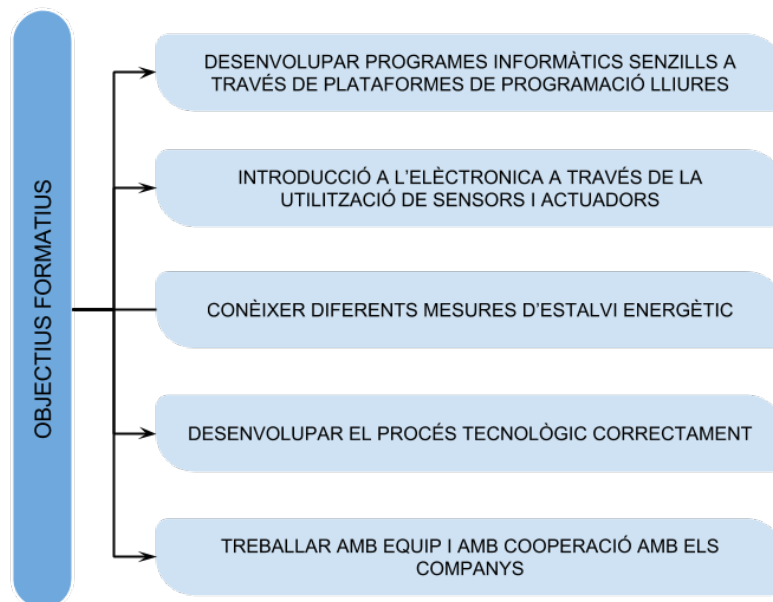 OBJECTIUS FORMATIUS
DESENVOLUPAR PROGRAMES INFORMÀTICS SENZILLS A
TRAVÉS DE PLATAFORMES DE PROGRAMACIÓ LLIURES
INTRODUCCIÓ A L'ELÈCTRONICA A TRAVÉS DE LA
UTILITZACIÓ DE SENSORS I ACTUADORS
CONÈIXER DIFERENTS MESURES D'ESTALVI ENERGÈTIC
DESENVOLUPAR EL PROCÉS TECNOLÒGIC CORRECTAMENT
TREBALLAR AMB EQUIP I AMB COOPERACIÓ AMB ELS
COMPANYS